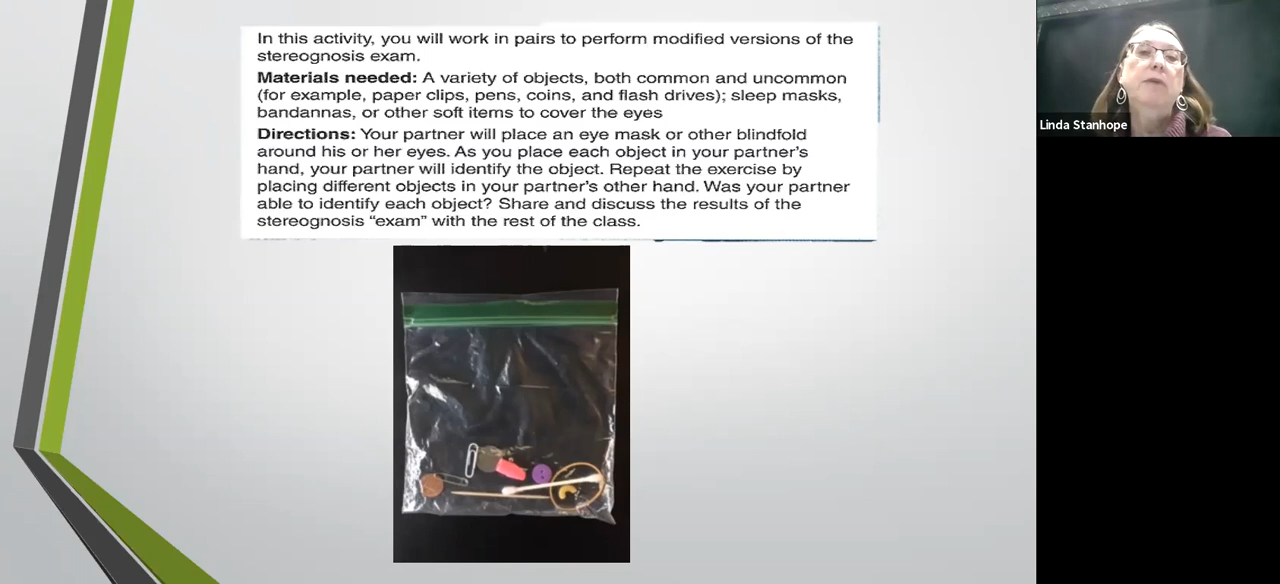 In this activity, you will work in pairs to perform modified versions of the
stereognosis exam.
Materials needed: A variety of objects, both common and uncommon
(for example, paper clips, pens, coins, and flash drives); sleep masks,
bandannas, or other soft items to cover the eyes
Directions: Your partner will place an eye mask or other blindfold
around his or her eyes. As you place each object in your partner's
hand, your partner will identify the object. Repeat the exercise by
placing different objects in your partner's other hand. Was your partner
able to identify each object? Share and discuss the results of the
stereognosis “exam” with the rest of the class.
Linda Stanhope